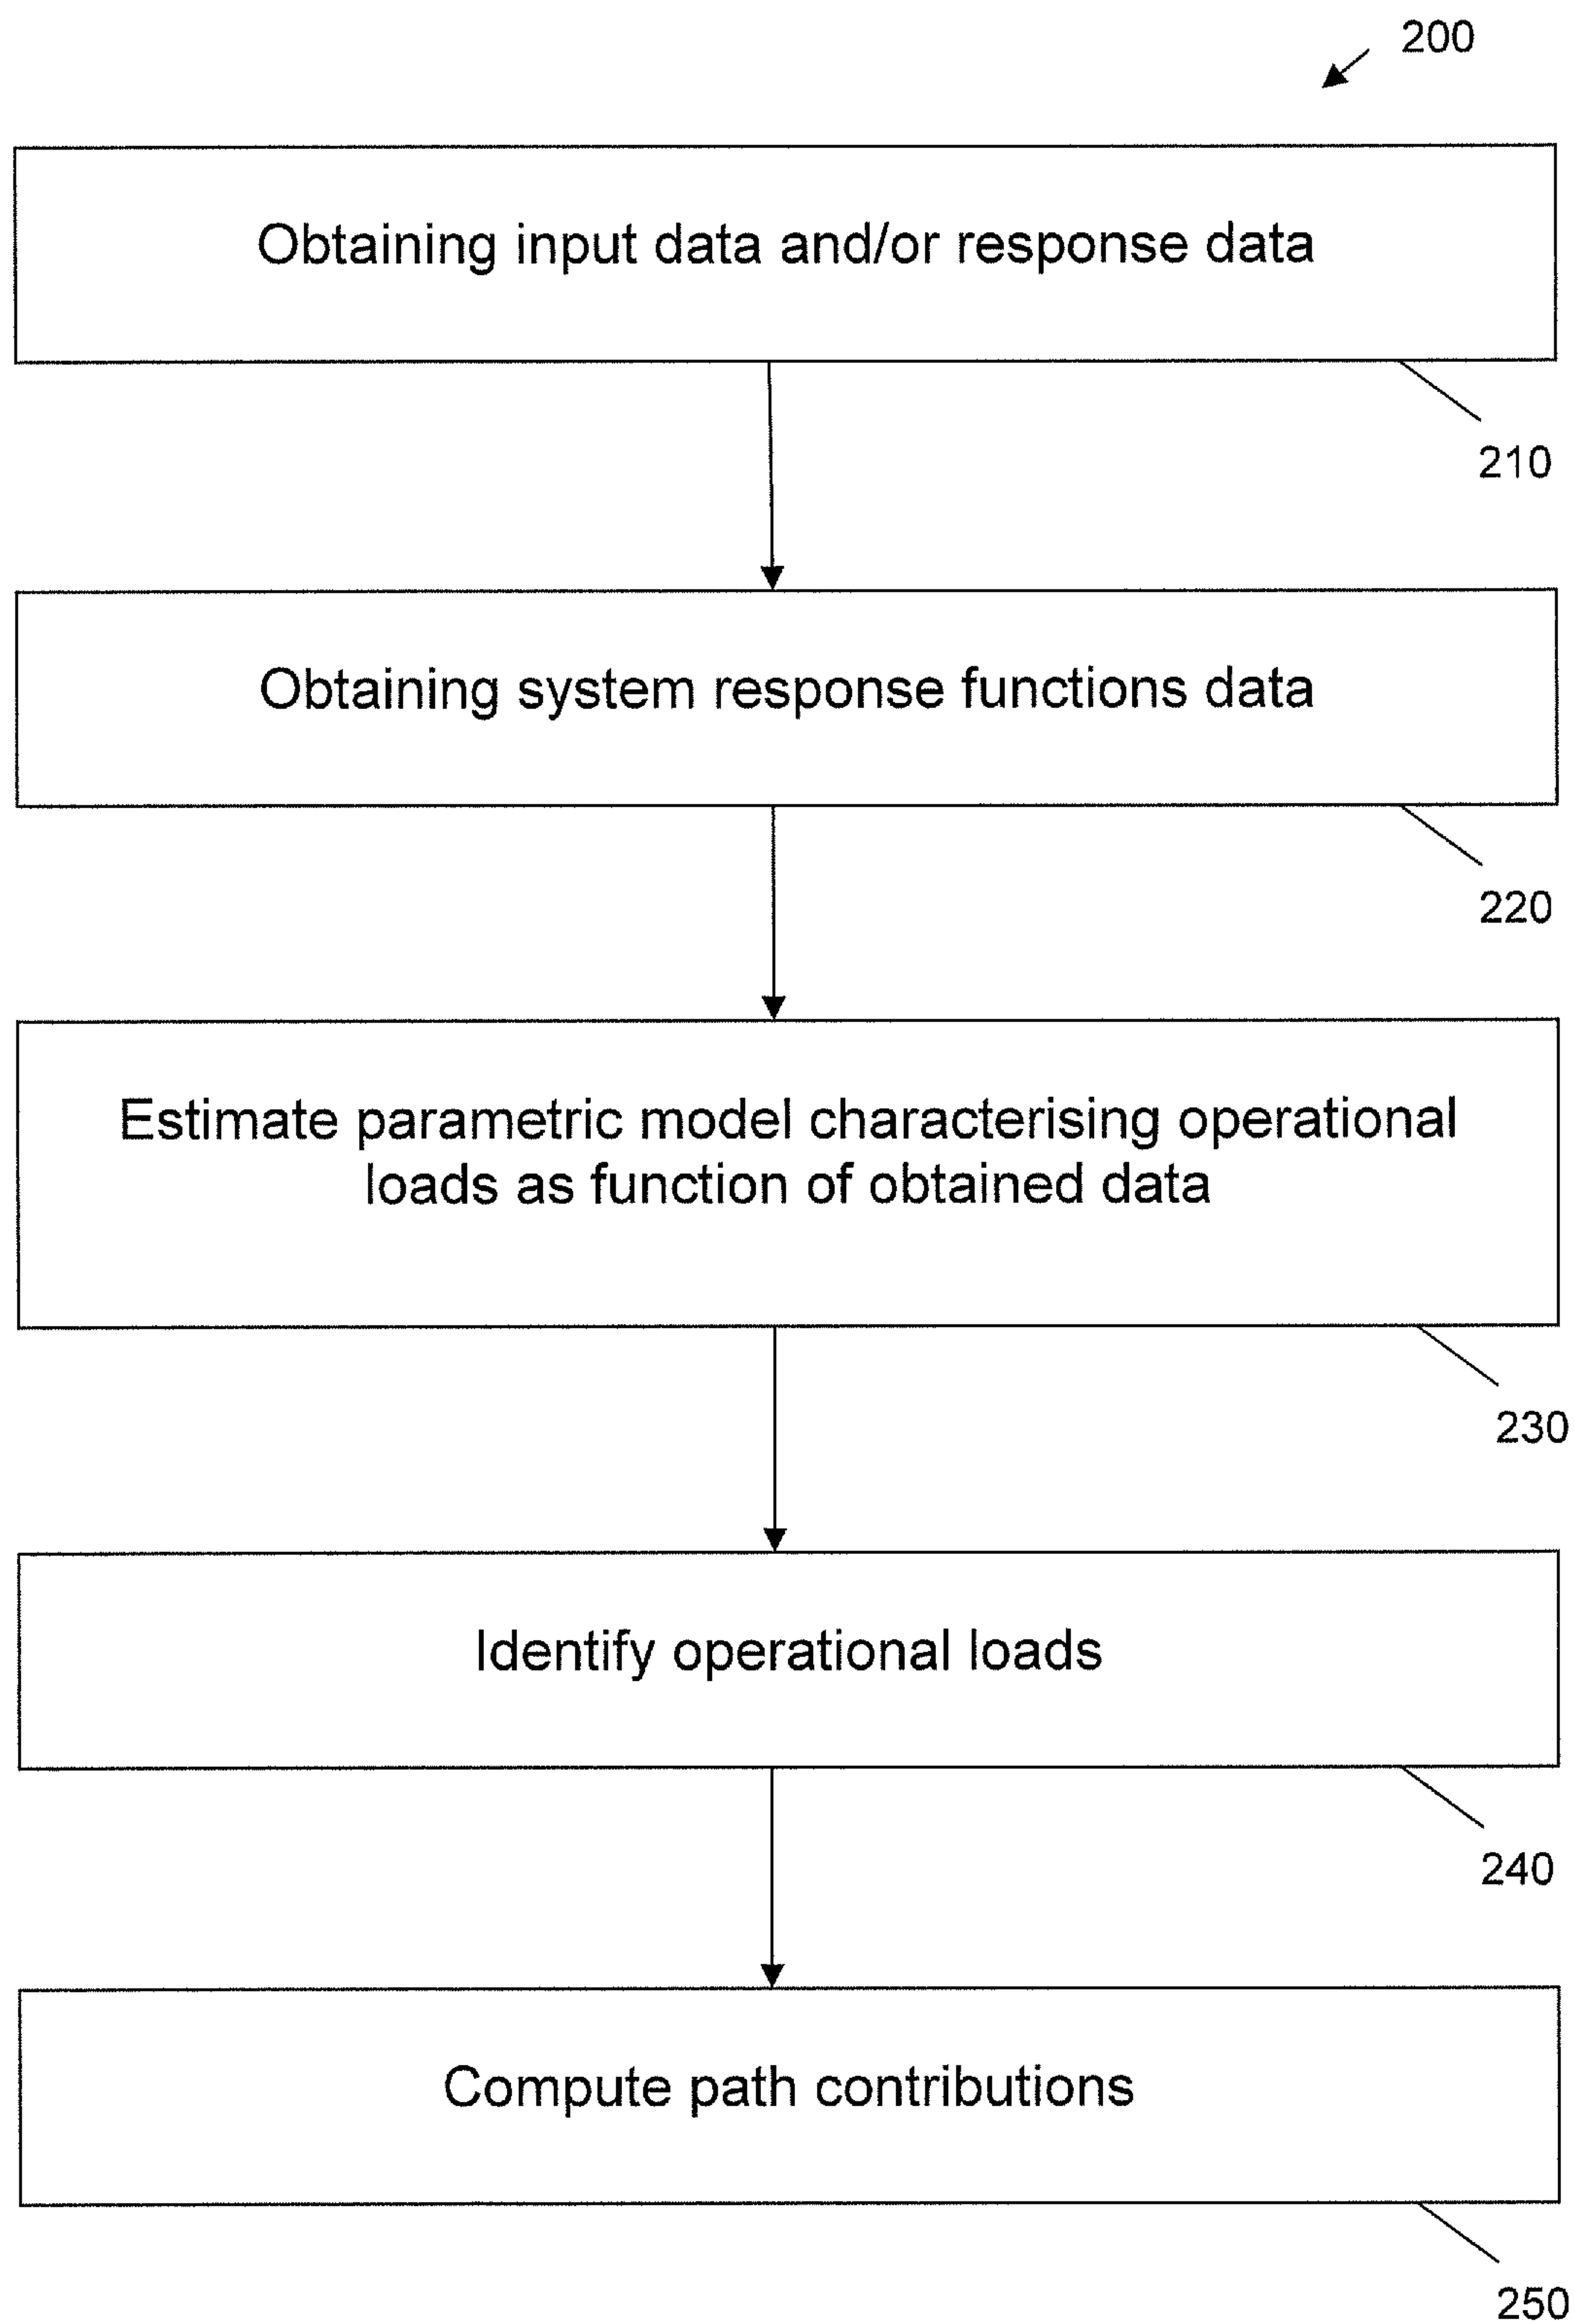 200
Obtaining input data and/or response data
210
Obtaining system response functions data
220
Estimate parametric model characterising operational
loads as function of obtained data
230
Identify operational loads
240
Compute path contributions
250